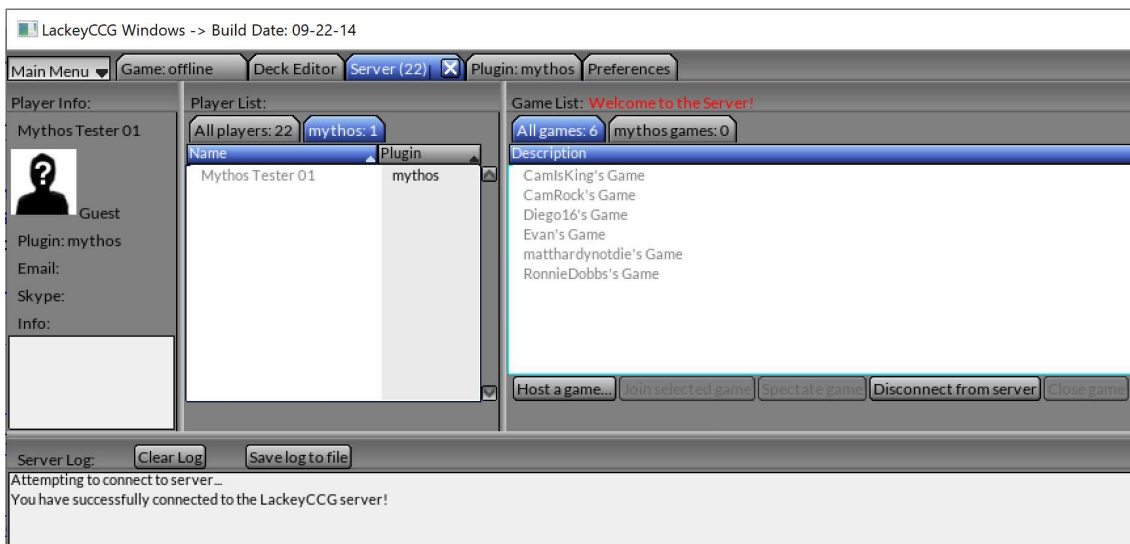 LackeyCCG Windows -> Build Date: 09-22-14
Main Menu
Game: offline
Deck Editor
Server (22)
Plugin: mythos
Preferences
Player Info:
Mythos Tester 01
Guest
Plugin: mythos
Email:
Skype:
Info:
Player List:
All players: 22
mythos: 1
Name
Plugin
Mythos Tester 01
mythos
Game List: Welcome to the Server!
All games: 6
mythos games: 0
Description
CamIsKing's Game
CamRock's Game
Diego16's Game
Evan's Game
matthardynotdie's Game
RonnieDobbs's Game
Host a game...
Join selected game
Spectate game
Disconnect from server
Close game
Server Log:
Clear Log
Save log to file
Attempting to connect to server...
You have successfully connected to the LackeyCCG server!